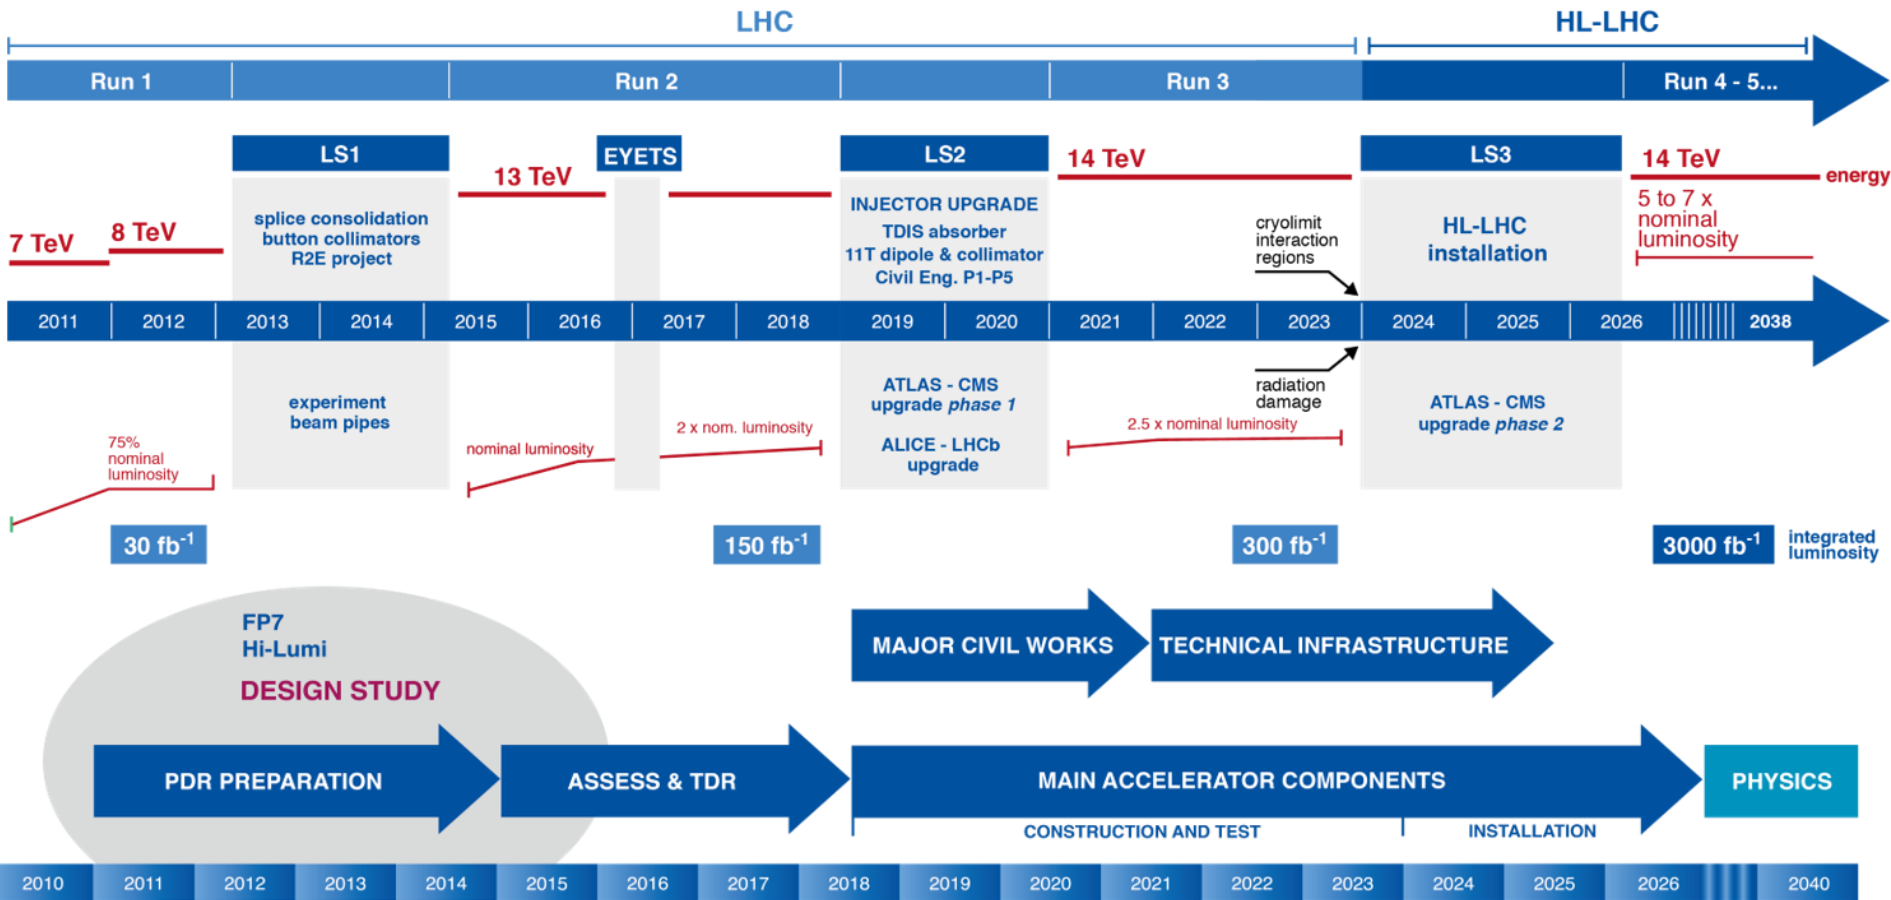 LHC
HL-LHC
Run 1
Run 2
Run 3
Run 4 - 5...
LS1
EYETS
LS2
LS3
7 TeV
8 TeV
13 TeV
14 TeV
14 TeV
energy
splice consolidation
button collimators
R2E project
INJECTOR UPGRADE
TDIS absorber
11T dipole & collimator
Civil Eng. P1-P5
cryolimit
interaction
regions
HL-LHC
installation
5 to 7 x
nominal
luminosity
2011 2012 2013 2014 2015 2016 2017 2018 2019 2020 2021 2022 2023 2024 2025 2026 2038
experiment
beam pipes
ATLAS - CMS
upgrade phase 1
ALICE - LHCb
upgrade
radiation
damage
ATLAS - CMS
upgrade phase 2
75%
nominal
luminosity
nominal luminosity
2 x nom. luminosity
2.5 x nominal luminosity
30 fb-1
150 fb-1
300 fb-1
3000 fb-1
integrated
luminosity
FP7
Hi-Lumi
DESIGN STUDY
MAJOR CIVIL WORKS
TECHNICAL INFRASTRUCTURE
PDR PREPARATION
ASSESS & TDR
MAIN ACCELERATOR COMPONENTS
PHYSICS
CONSTRUCTION AND TEST
INSTALLATION
2010 2011 2012 2013 2014 2015 2016 2017 2018 2019 2020 2021 2022 2023 2024 2025 2026 2040